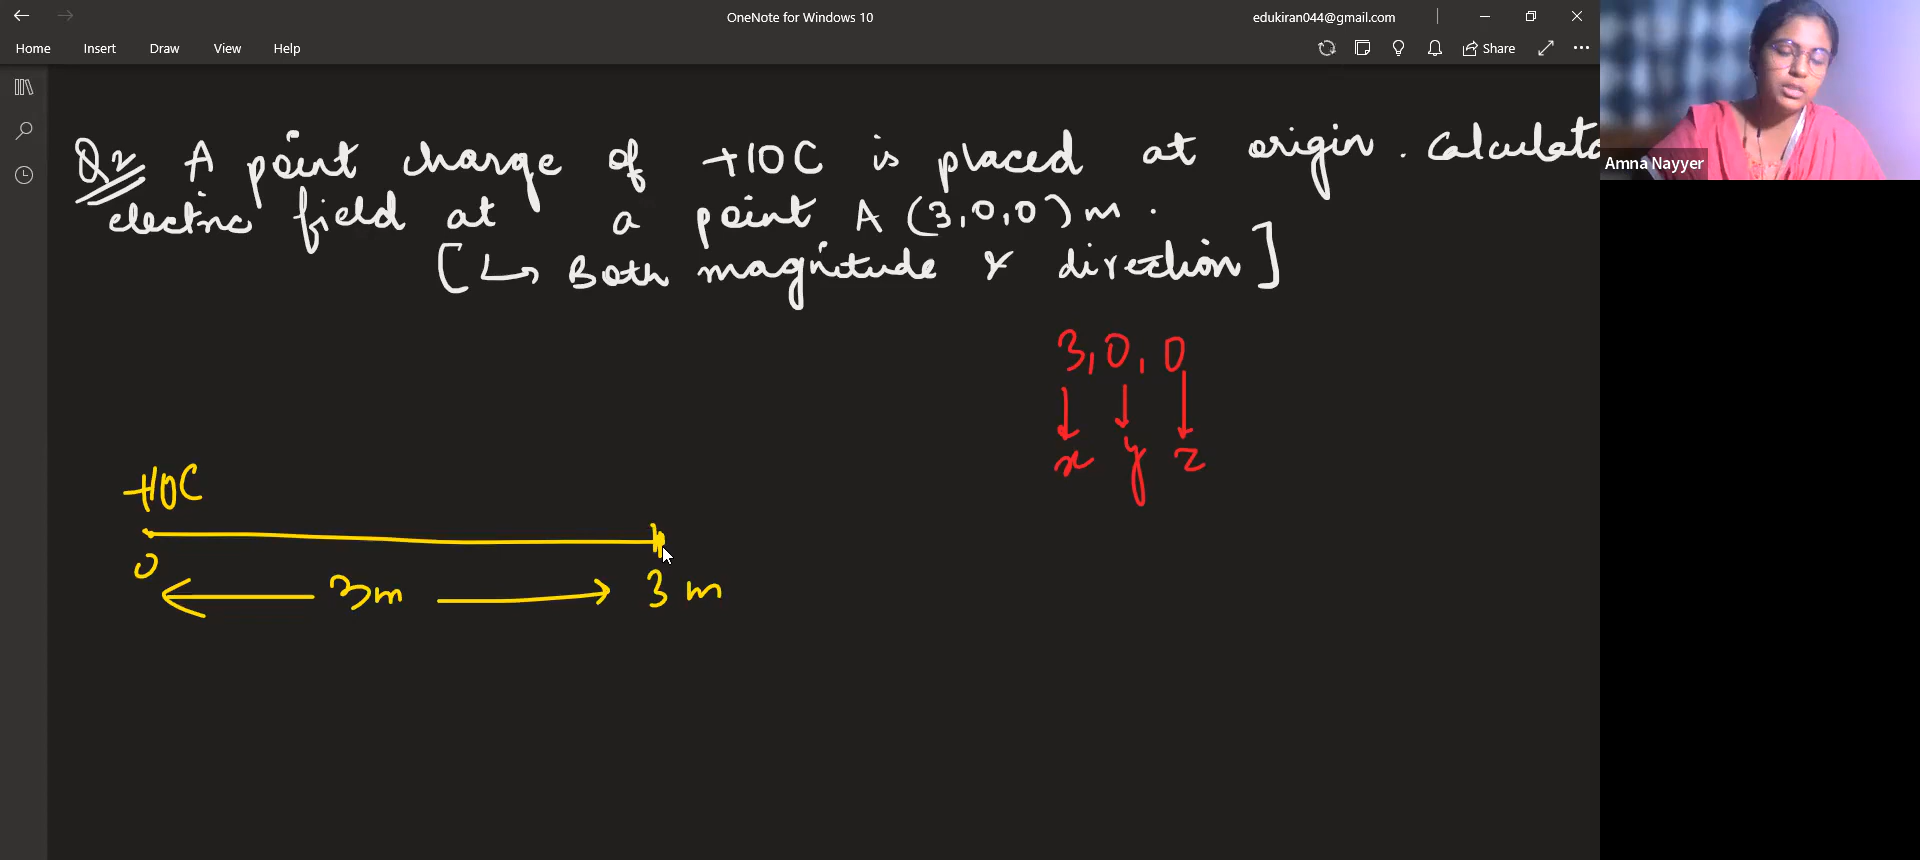 OneNote for Windows 10
edukiran044@gmail.com
Home Insert Draw View Help
Share
Amna Nayyer
Q2 A point charge of +10C is placed at origin. Calculate
electric field at a point A (3,0,0) m.
[↳ Both magnitude & direction]
3, 0, 0
↓ ↓ ↓
x y z
+10C
0
← 3m → 3 m